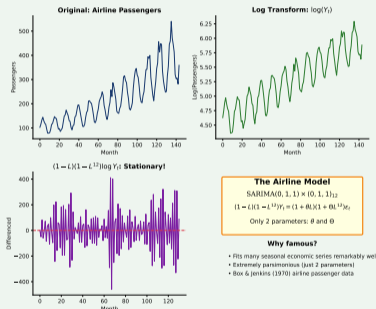 Original: Airline Passengers
500
400
300
200
100
Passengers
0 20 40 60 80 100 120 140
Month
Log Transform: log(Yₜ)
6.25
6.00
5.75
5.50
5.25
5.00
4.75
4.50
Log(Passengers)
0 20 40 60 80 100 120 140
Month
(1 − L)(1 − L¹²) log Yₜ: Stationary!
400
200
0
−200
−400
Differenced
0 20 40 60 80 100 120
Month
The Airline Model
SARIMA(0, 1, 1) × (0, 1, 1)₁₂
(1 − L)(1 − L¹²)Yₜ = (1 + θL)(1 + ΘL¹²)εₜ
Only 2 parameters: θ and Θ
Why famous?
• Fits many seasonal economic series remarkably wel
• Extremely parsimonious (just 2 parameters)
• Box & Jenkins (1970) airline passenger data